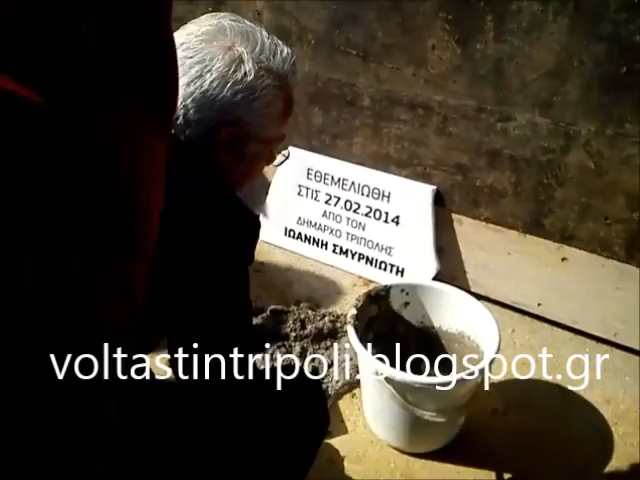 ΕΘΕΜΕΛΙΩΘΗ
ΣΤΙΣ 27.02.2014
ΑΠΟ ΤΟΝ
ΔΗΜΑΡΧΟ ΤΡΙΠΟΛΗΣ
ΙΩΑΝΝΗ ΣΜΥΡΝΙΩΤΗ
voltastintripoli.blogspot.gr